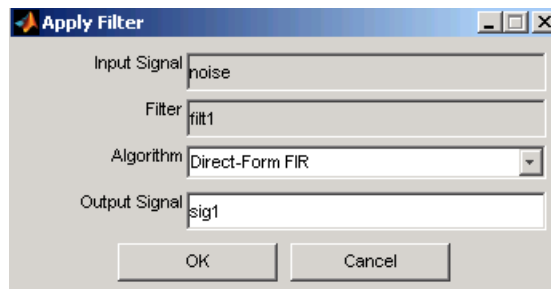 Apply Filter
Input Signal noise
Filter filt1
Algorithm Direct-Form FIR
Output Signal sig1
OK Cancel